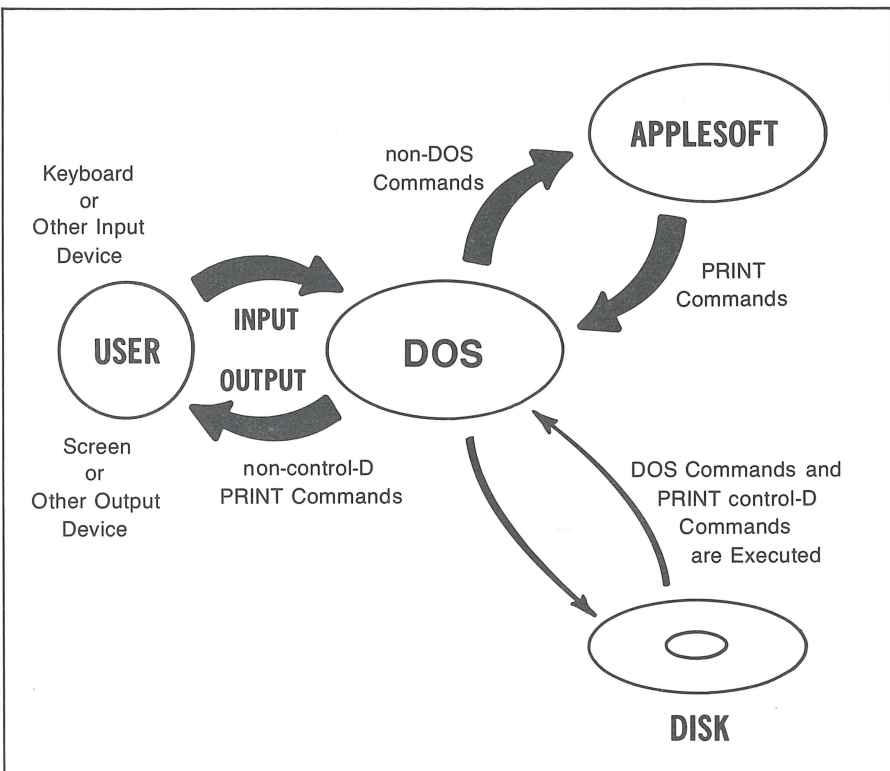 APPLESOFT
non-DOS
Commands
Keyboard
or
Other Input
Device
PRINT
Commands
INPUT
USER
DOS
OUTPUT
Screen
or
Other Output
Device
non-control-D
PRINT Commands
DOS Commands and
PRINT control-D
Commands
are Executed
DISK